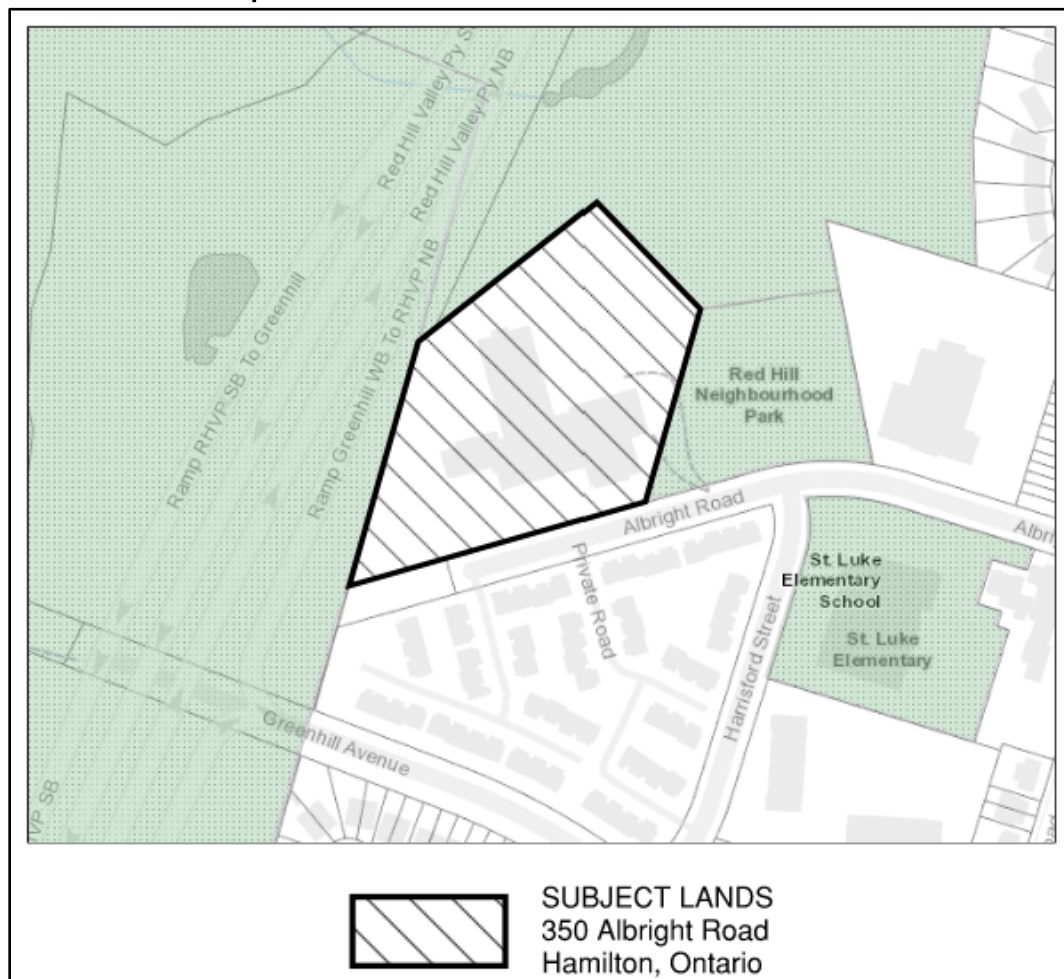 Red Hill Valley Py S
Red Hill Valley Py NB
Ramp RHVP SB To Greenhill
Ramp Greenhill WB To RHVP NB
Red Hill
Neighbourhood
Park
Albright Road
Albri
Private Road
St. Luke
Elementary
School
St. Luke
Elementary
Harrisford Street
Greenhill Avenue
HVP SB
SUBJECT LANDS
350 Albright Road
Hamilton, Ontario